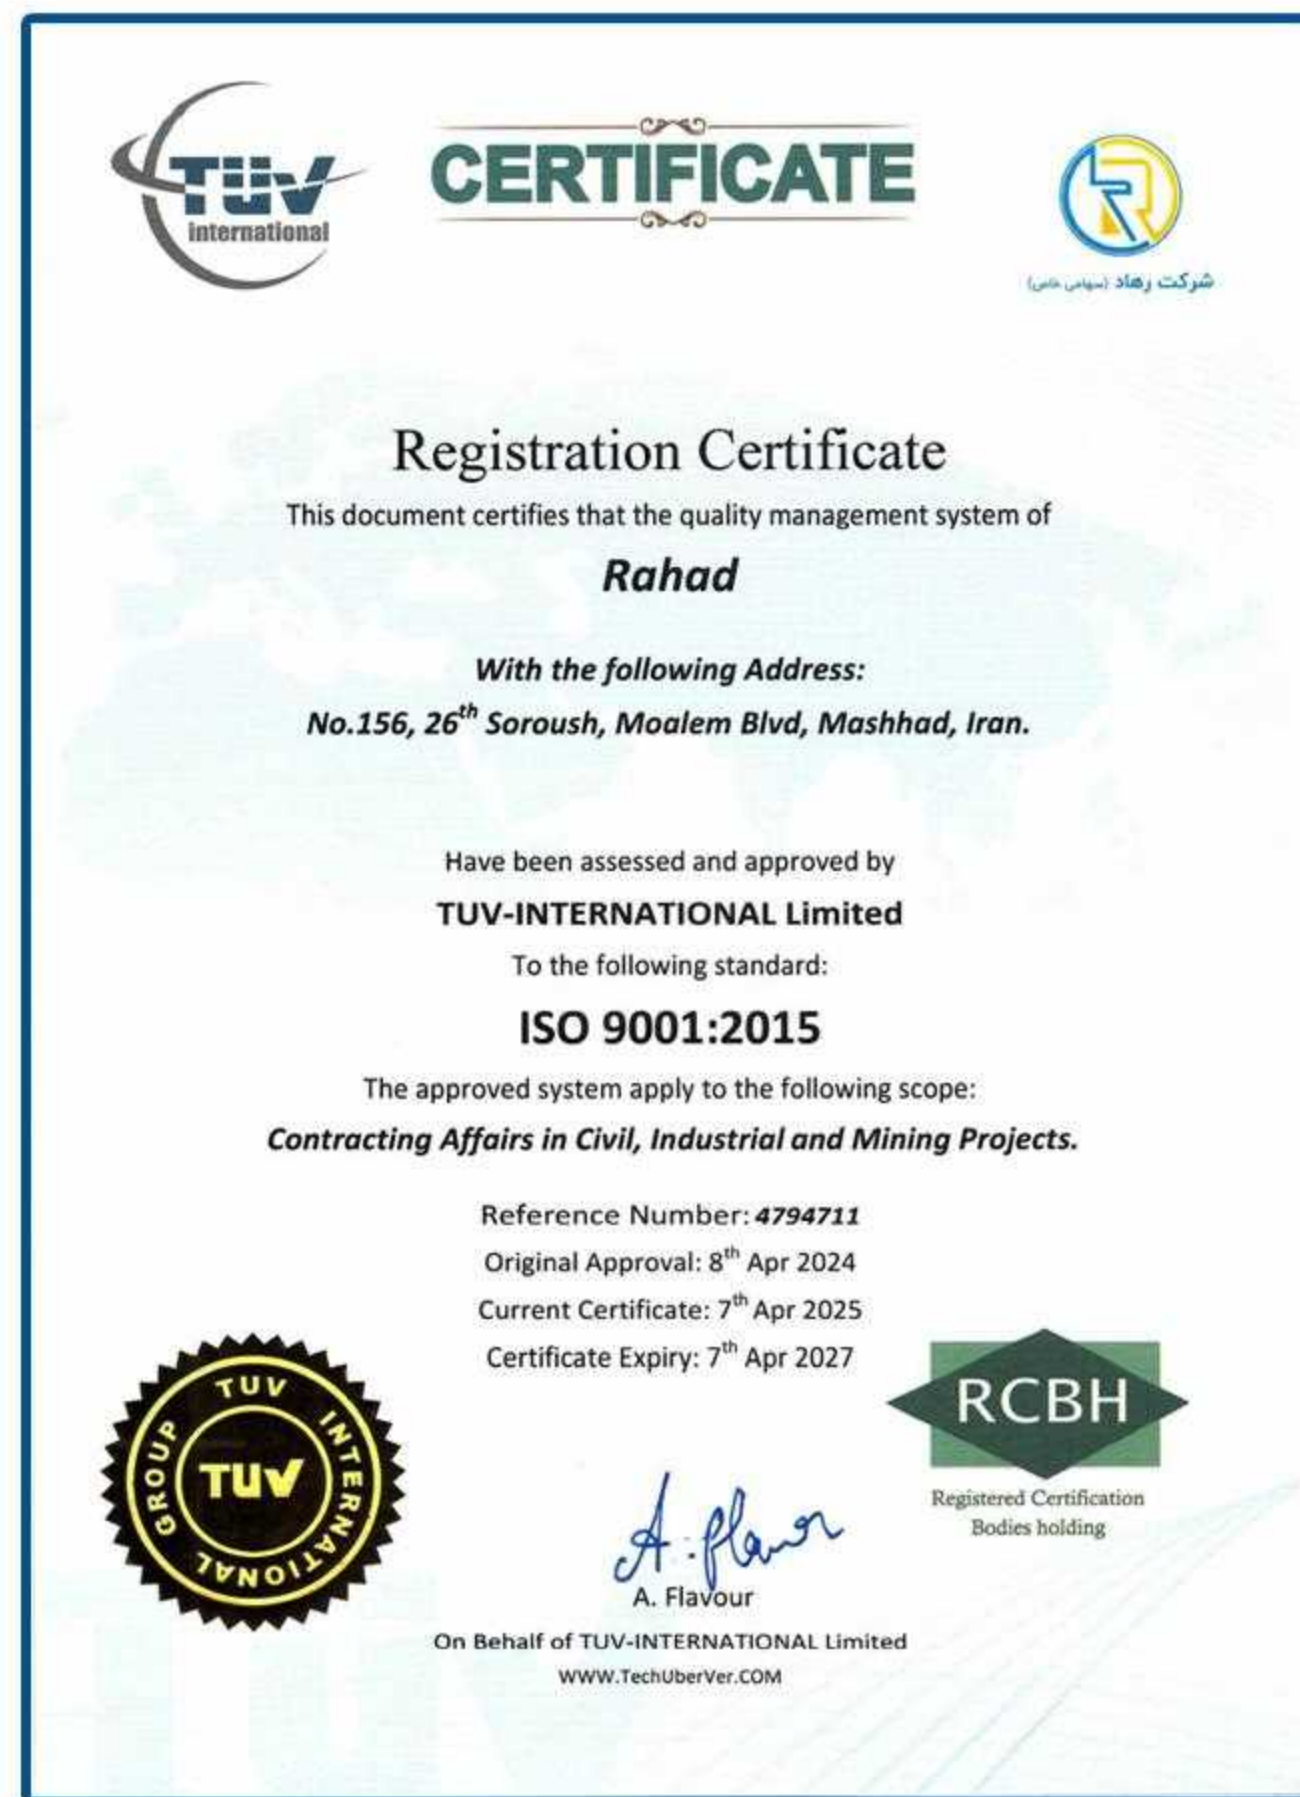 TÜV
international
CERTIFICATE
شرکت رهاد (سهامی خاص)
Registration Certificate
This document certifies that the quality management system of
Rahad
With the following Address:
No.156, 26th Soroush, Moalem Blvd, Mashhad, Iran.
Have been assessed and approved by
TUV-INTERNATIONAL Limited
To the following standard:
ISO 9001:2015
The approved system apply to the following scope:
Contracting Affairs in Civil, Industrial and Mining Projects.
Reference Number: 4794711
Original Approval: 8th Apr 2024
Current Certificate: 7th Apr 2025
Certificate Expiry: 7th Apr 2027
TUV INTERNATIONAL GROUP
TUV
RCBH
Registered Certification
Bodies holding
A. Flavour
A. Flavour
On Behalf of TUV-INTERNATIONAL Limited
WWW.TechUberVer.COM